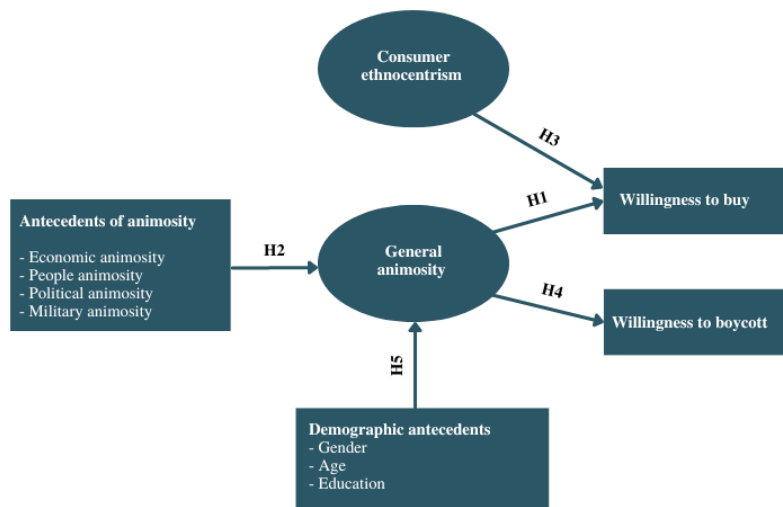 Consumer
ethnocentrism
H3
Willingness to buy
H1
Antecedents of animosity
- Economic animosity
- People animosity
- Political animosity
- Military animosity
H2
General
animosity
H4
Willingness to boycott
H5
Demographic antecedents
- Gender
- Age
- Education